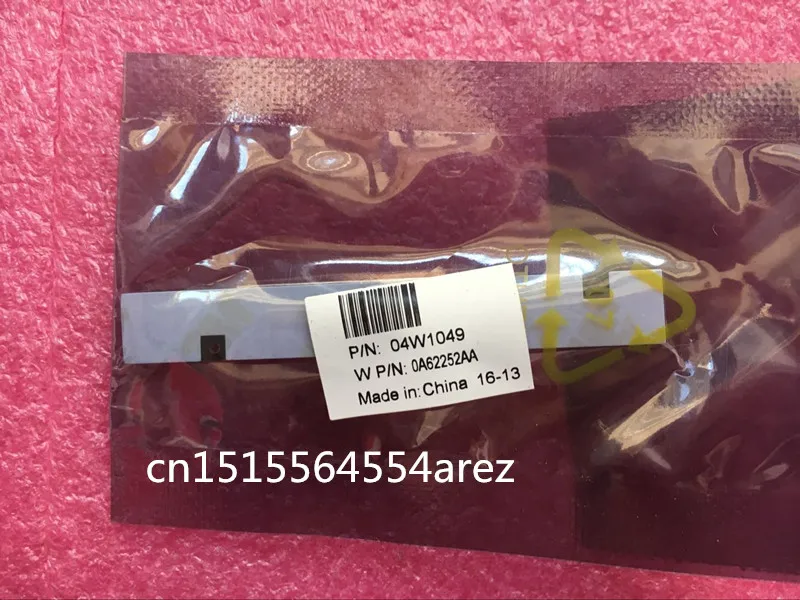 P/N: 04W1049
W P/N: 0A62252AA
Made in: China 16-13
cn1515564554arez